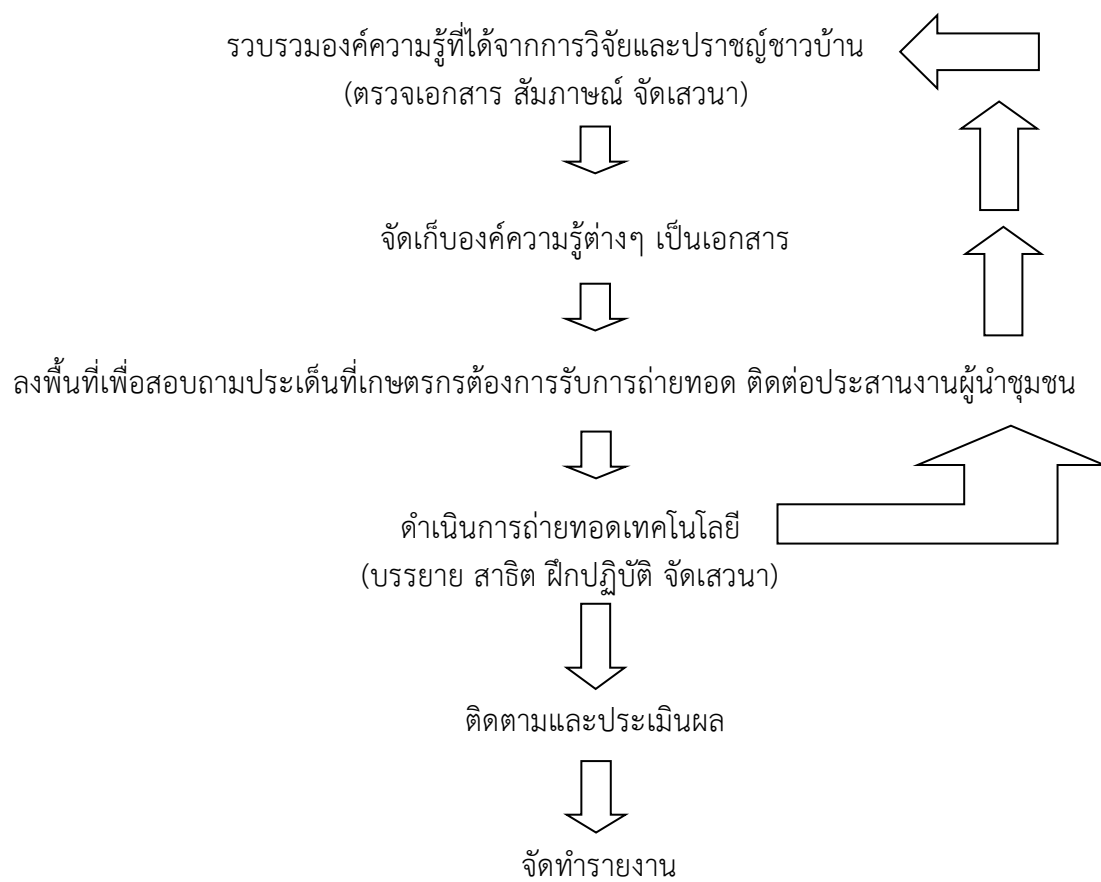 รวบรวมองค์ความรู้ที่ได้จากการวิจัยและปราชญ์ชาวบ้าน
(ตรวจเอกสาร สัมภาษณ์ จัดเสวนา)
จัดเก็บองค์ความรู้ต่างๆ เป็นเอกสาร
ลงพื้นที่เพื่อสอบถามประเด็นที่เกษตรกรต้องการรับการถ่ายทอด ติดต่อประสานงานผู้นำชุมชน
ดำเนินการถ่ายทอดเทคโนโลยี
(บรรยาย สาธิต ฝึกปฏิบัติ จัดเสวนา)
ติดตามและประเมินผล
จัดทำรายงาน